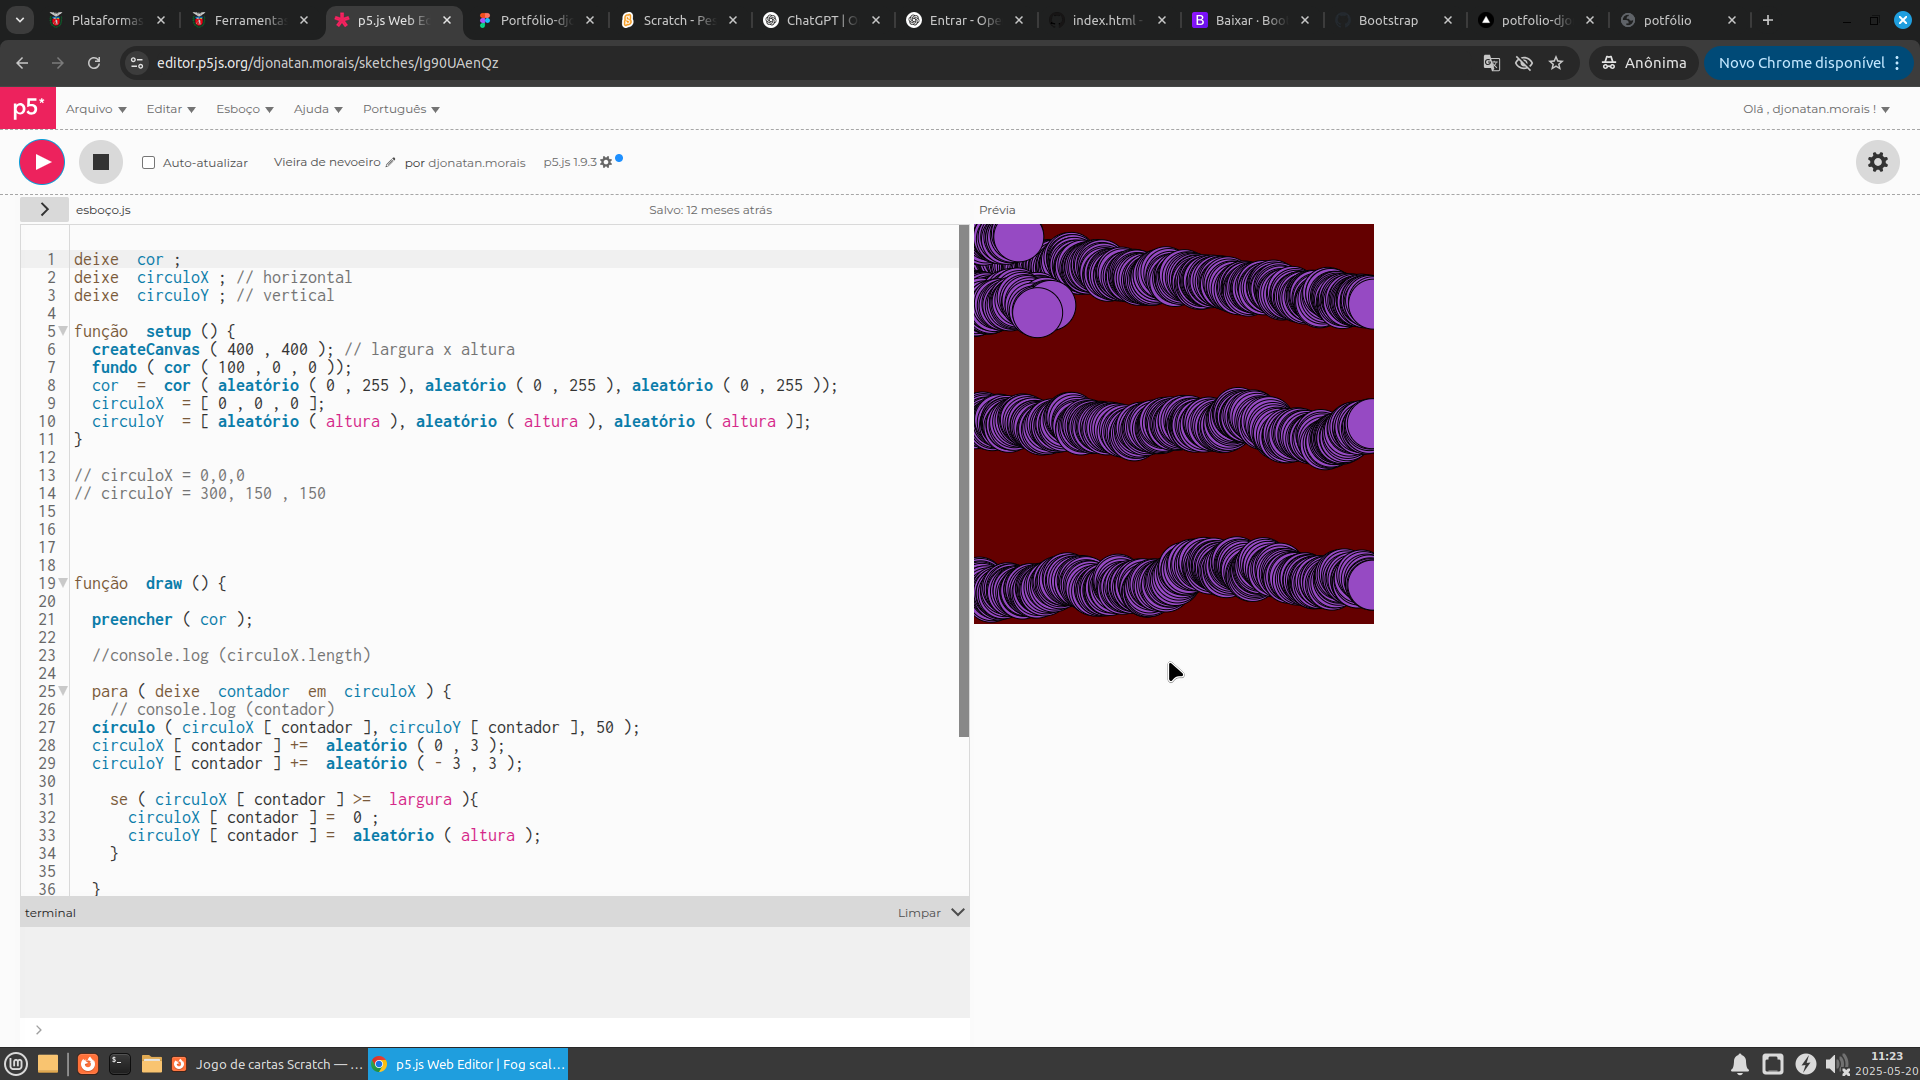 Plataformas
Ferramenta
p5.js Web E
Portfólio-dj
Scratch - Pe
ChatGPT | O
Entrar - Ope
index.html -
B Baixar · Boo
Bootstrap
potfolio-djo
potfólio
editor.p5js.org/djonatan.morais/sketches/Ig90UAenQz
Anônima
Novo Chrome disponível
p5*
Arquivo
Editar
Esboço
Ajuda
Português
Olá , djonatan.morais !
Auto-atualizar
Vieira de nevoeiro
por djonatan.morais
p5.js 1.9.3
esboço.js
Salvo: 12 meses atrás
Prévia
1 deixe cor ;
2 deixe circuloX ; // horizontal
3 deixe circuloY ; // vertical
4
5 função setup () {
6 createCanvas ( 400 , 400 ); // largura x altura
7 fundo ( cor ( 100 , 0 , 0 ));
8 cor = cor ( aleatório ( 0 , 255 ), aleatório ( 0 , 255 ), aleatório ( 0 , 255 ));
9 circuloX = [ 0 , 0 , 0 ];
10 circuloY = [ aleatório ( altura ), aleatório ( altura ), aleatório ( altura )];
11 }
12
13 // circuloX = 0,0,0
14 // circuloY = 300, 150 , 150
15
16
17
18
19 função draw () {
20
21 preencher ( cor );
22
23 //console.log (circuloX.length)
24
25 para ( deixe contador em circuloX ) {
26 // console.log (contador)
27 círculo ( circuloX [ contador ], circuloY [ contador ], 50 );
28 circuloX [ contador ] += aleatório ( 0 , 3 );
29 circuloY [ contador ] += aleatório ( - 3 , 3 );
30
31 se ( circuloX [ contador ] >= largura ){
32 circuloX [ contador ] = 0 ;
33 circuloY [ contador ] = aleatório ( altura );
34 }
35
36 }
terminal
Limpar
>
Jogo de cartas Scratch — ...
p5.js Web Editor | Fog scal...
11:23
2025-05-20